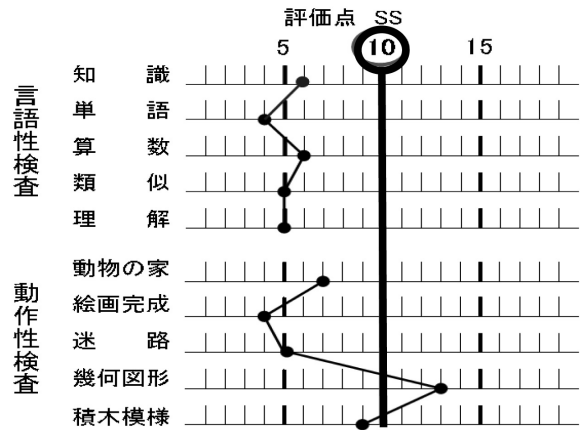 評価点 SS
5 10 15
言語性検査
知識
単語
算数
類似
理解
動作性検査
動物の家
絵画完成
迷路
幾何図形
積木模様